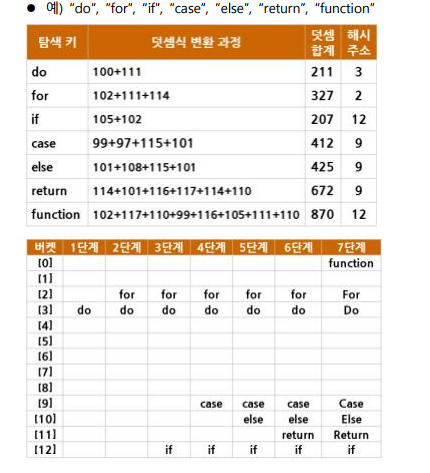 ● 예) "do", "for", "if", "case", "else", "return", "function"
탐색 키 덧셈식 변환 과정 덧셈 합계 해시 주소
do 100+111 211 3
for 102+111+114 327 2
if 105+102 207 12
case 99+97+115+101 412 9
else 101+108+115+101 425 9
return 114+101+116+117+114+110 672 9
function 102+117+110+99+116+105+111+110 870 12
버켓 1단계 2단계 3단계 4단계 5단계 6단계 7단계
[0] function
[1]
[2] for for for for for For
[3] do do do do do do Do
[4]
[5]
[6]
[7]
[8]
[9] case case case Case
[10] else else Else
[11] return Return
[12] if if if if if